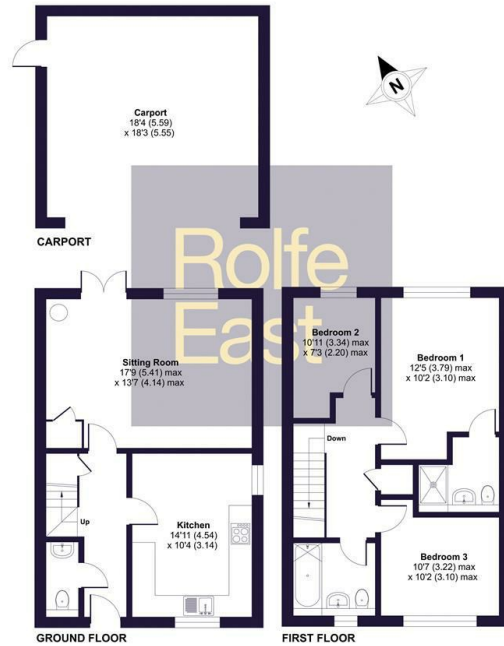 Carport
18'4 (5.59)
x 18'3 (5.55)
N
CARPORT
Rolfe
East
Sitting Room
17'9 (5.41) max
x 13'7 (4.14) max
Up
Kitchen
14'11 (4.54)
x 10'4 (3.14)
GROUND FLOOR
Bedroom 2
10'11 (3.34) max
x 7'3 (2.20) max
Bedroom 1
12'5 (3.79) max
x 10'2 (3.10) max
Down
Bedroom 3
10'7 (3.22) max
x 10'2 (3.10) max
FIRST FLOOR